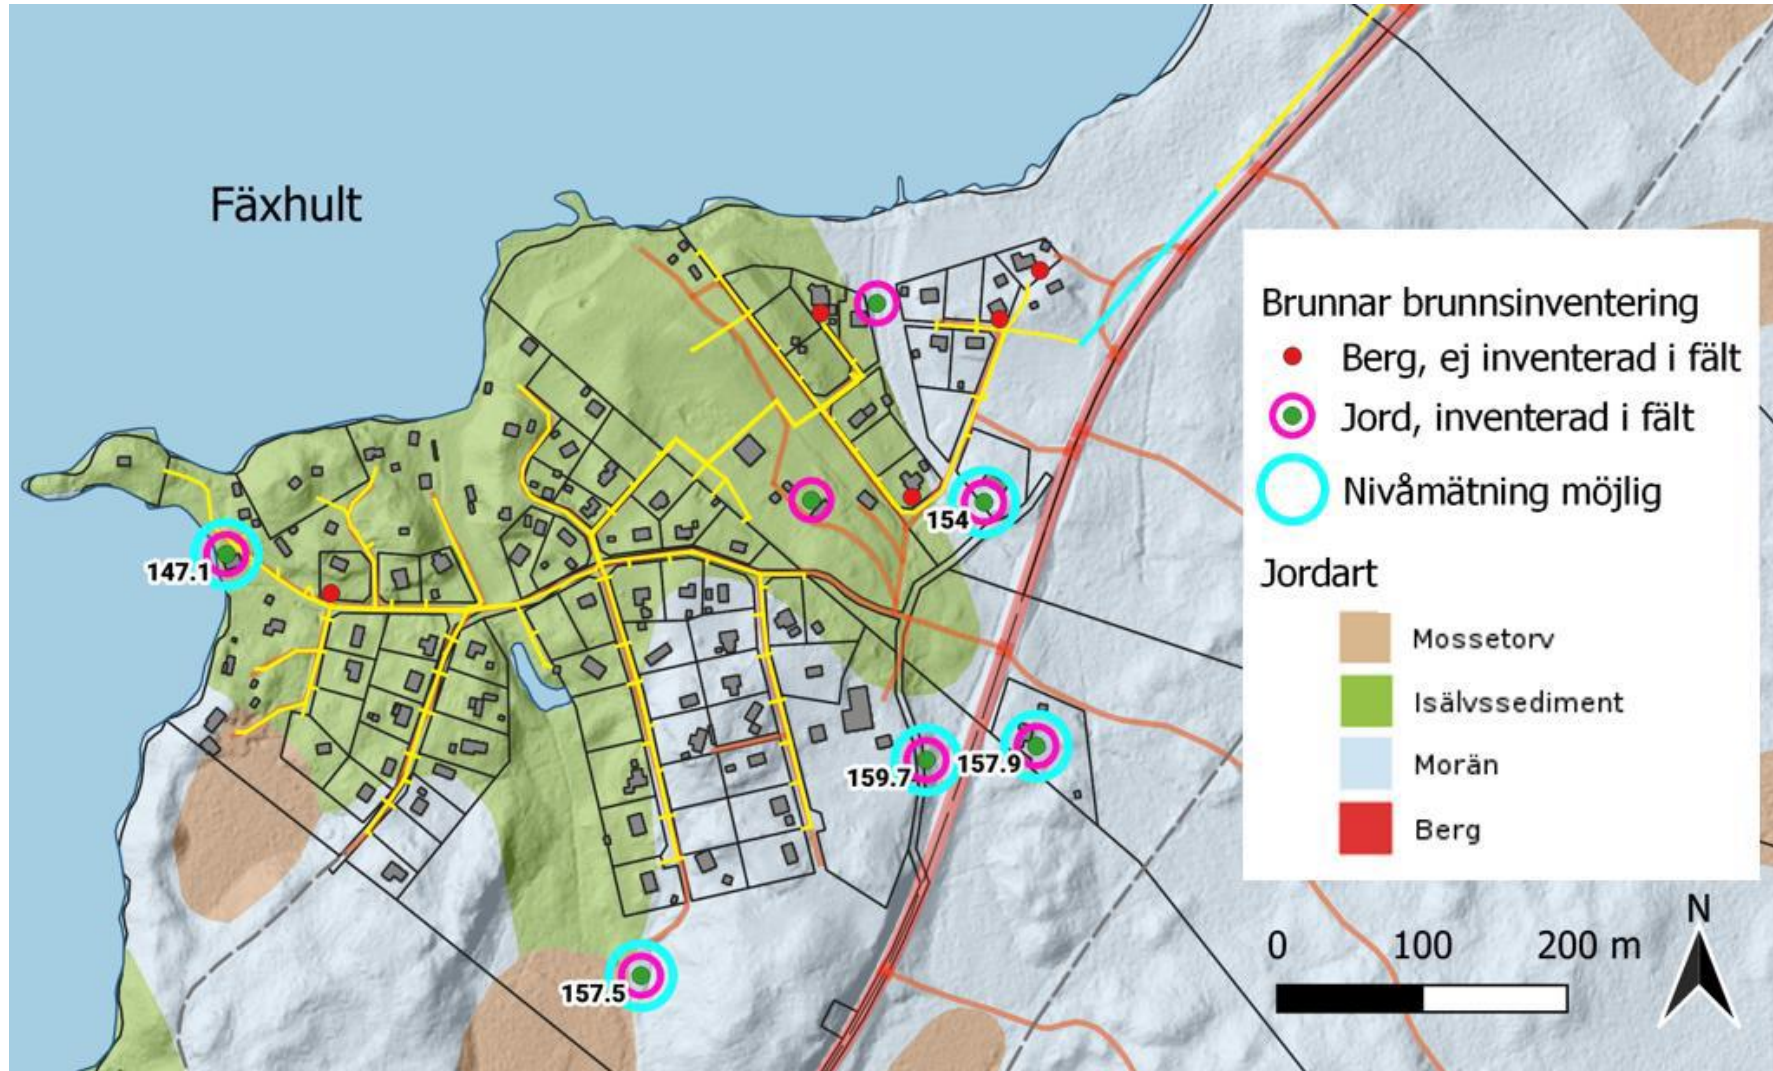 Fäxhult
Brunnar brunnsinventering
Berg, ej inventerad i fält
Jord, inventerad i fält
Nivåmätning möjlig
154
147.1
Jordart
Mossetorv
Isälvssediment
159.7
157.9
Morän
Berg
N
0 100 200 m
157.5